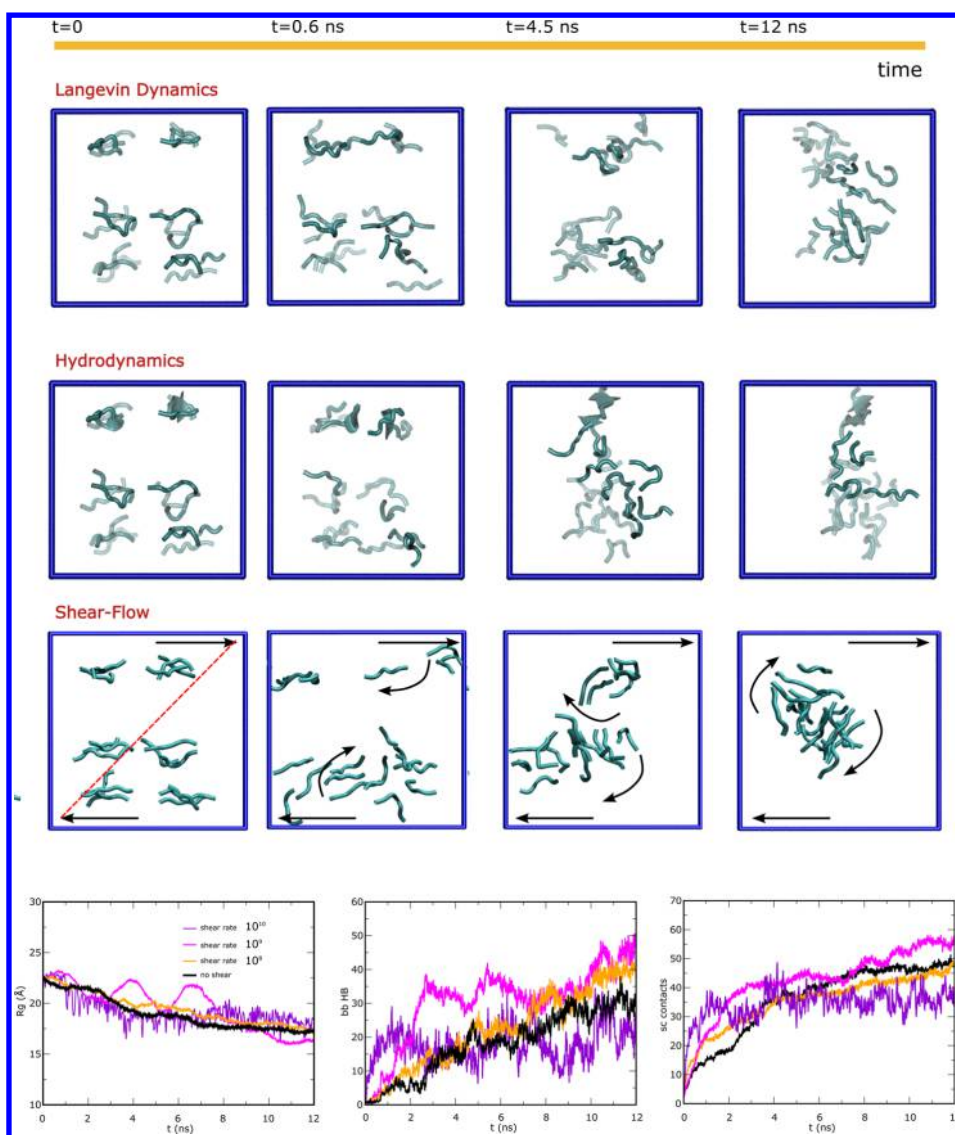 t=0 t=0.6 ns t=4.5 ns t=12 ns
time
Langevin Dynamics
Hydrodynamics
Shear-Flow
30
25
20
15
10
Rg (Å)
0 2 4 6 8 10 12
t (ns)
shear rate 10¹⁰
shear rate 10⁹
shear rate 10⁸
no shear
60
50
40
30
20
10
0
bb HB
0 2 4 6 8 10 12
t (ns)
70
60
50
40
30
20
10
0
sc contacts
0 2 4 6 8 10 12
t (ns)